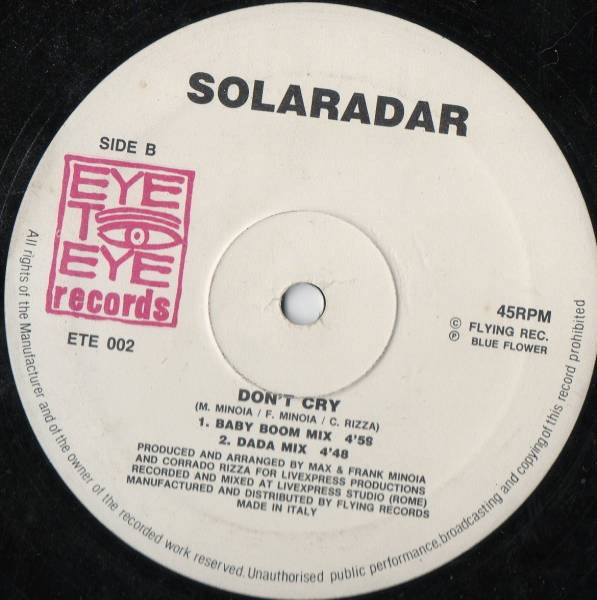 SOLARADAR
SIDE B
EYE
TO
EYE
records
ETE 002
45RPM
© FLYING REC.
℗ BLUE FLOWER
DON'T CRY
(M. MINOIA / F. MINOIA / C. RIZZA)
1. BABY BOOM MIX 4'59
2. DADA MIX 4'48
PRODUCED AND ARRANGED BY MAX & FRANK MINOIA
AND CORRADO RIZZA FOR LIVEXPRESS PRODUCTIONS
RECORDED AND MIXED AT LIVEXPRESS STUDIO (ROME)
MANUFACTURED AND DISTRIBUTED BY FLYING RECORDS
MADE IN ITALY
All rights of the Manufacturer and of the owner of the recorded work reserved. Unauthorised public performance, broadcasting and copying of this record prohibited